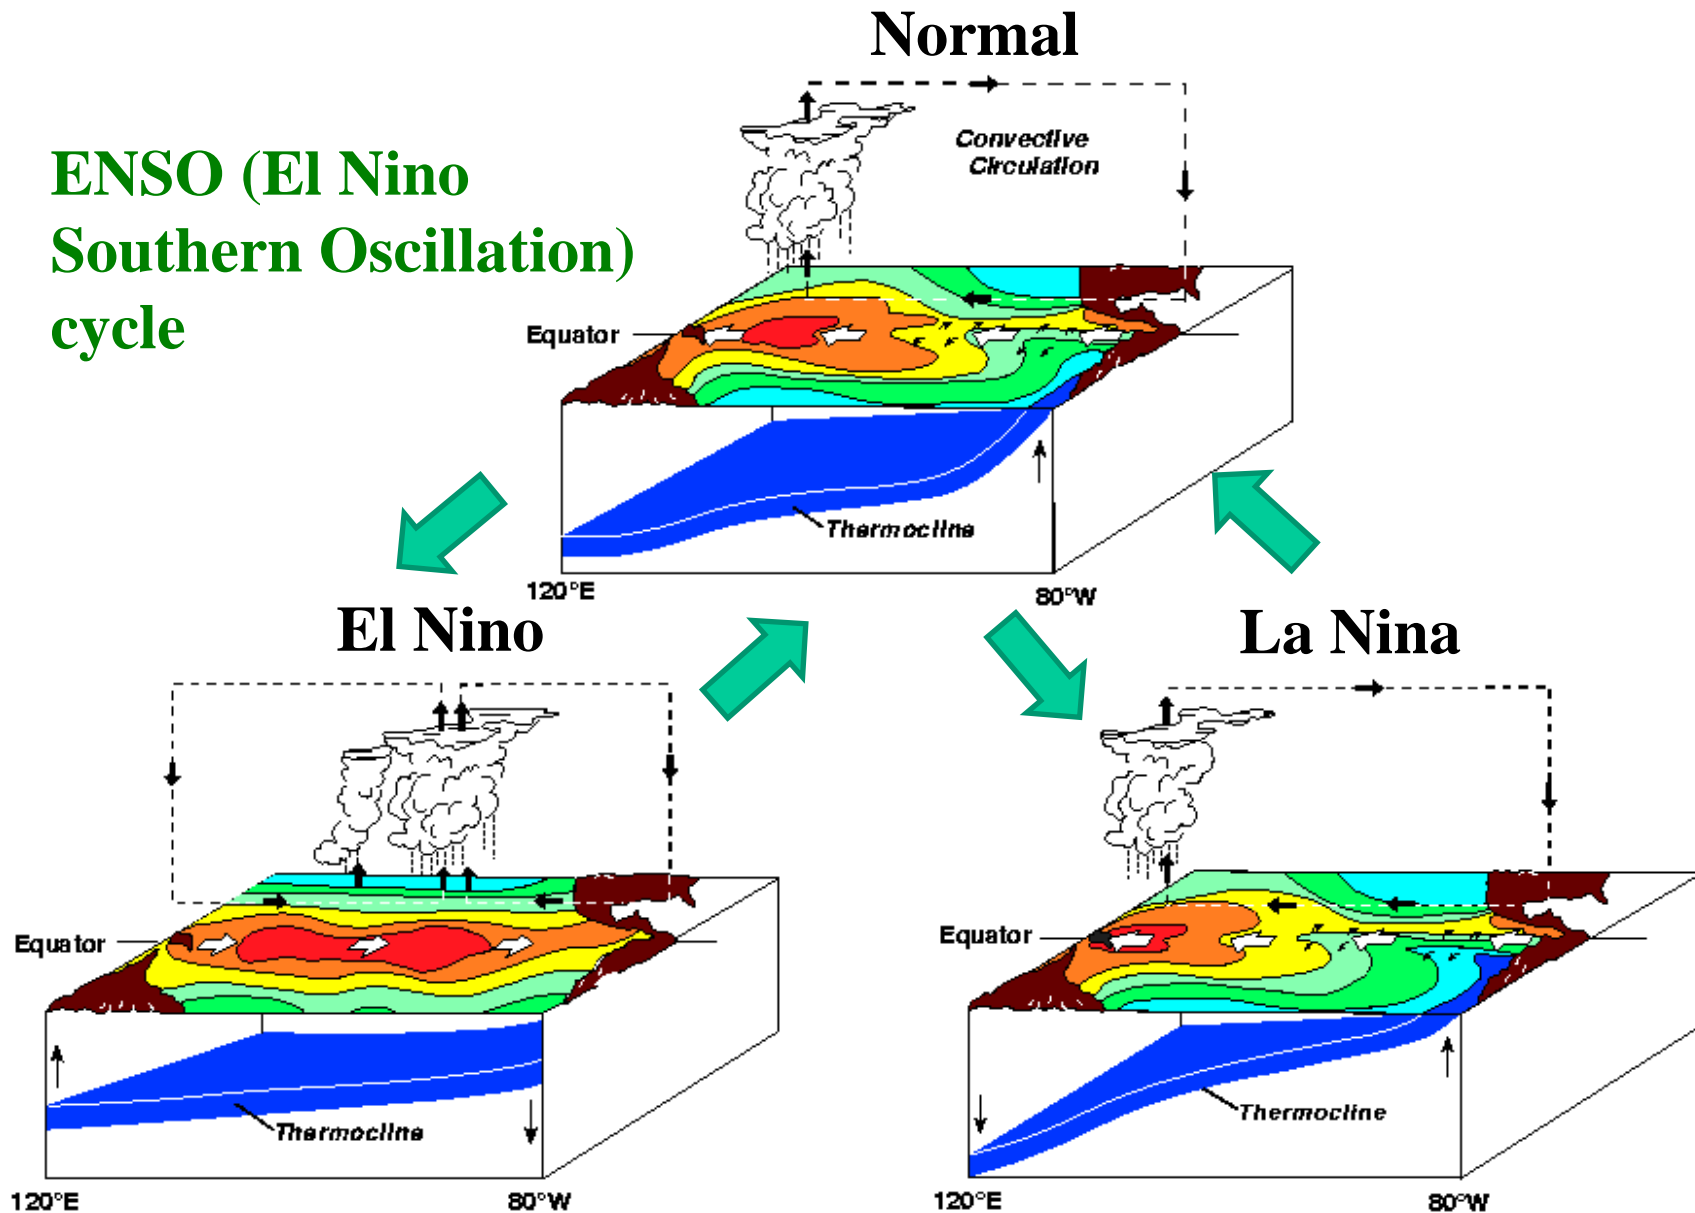 Normal
ENSO (El Nino
Southern Oscillation)
cycle
Convective
Circulation
Equator
Thermocline
120°E
80°W
El Nino
La Nina
Equator
Thermocline
120°E
80°W
Equator
Thermocline
120°E
80°W